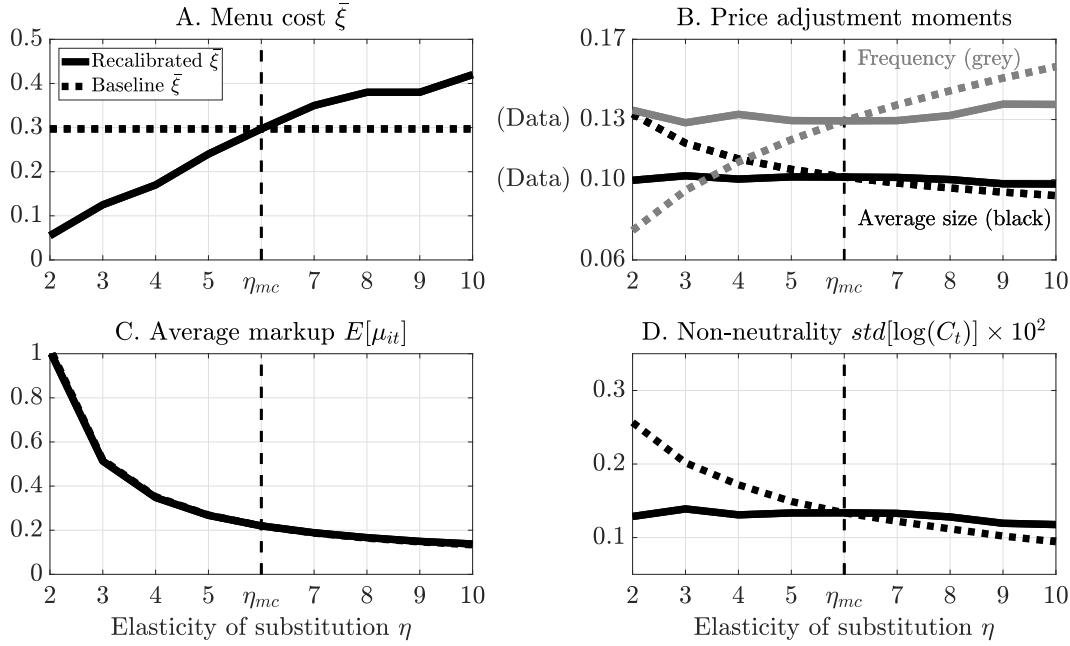 A. Menu cost ξ̄
0.5
0.4
0.3
0.2
0.1
0
Recalibrated ξ̄
Baseline ξ̄
2 3 4 5 η_mc 7 8 9 10
B. Price adjustment moments
0.17
(Data) 0.13
(Data) 0.10
0.06
Frequency (grey)
Average size (black)
2 3 4 5 η_mc 7 8 9 10
C. Average markup E[μ_it]
1
0.8
0.6
0.4
0.2
0
2 3 4 5 η_mc 7 8 9 10
Elasticity of substitution η
D. Non-neutrality std[log(C_t)] × 10²
0.3
0.2
0.1
2 3 4 5 η_mc 7 8 9 10
Elasticity of substitution η